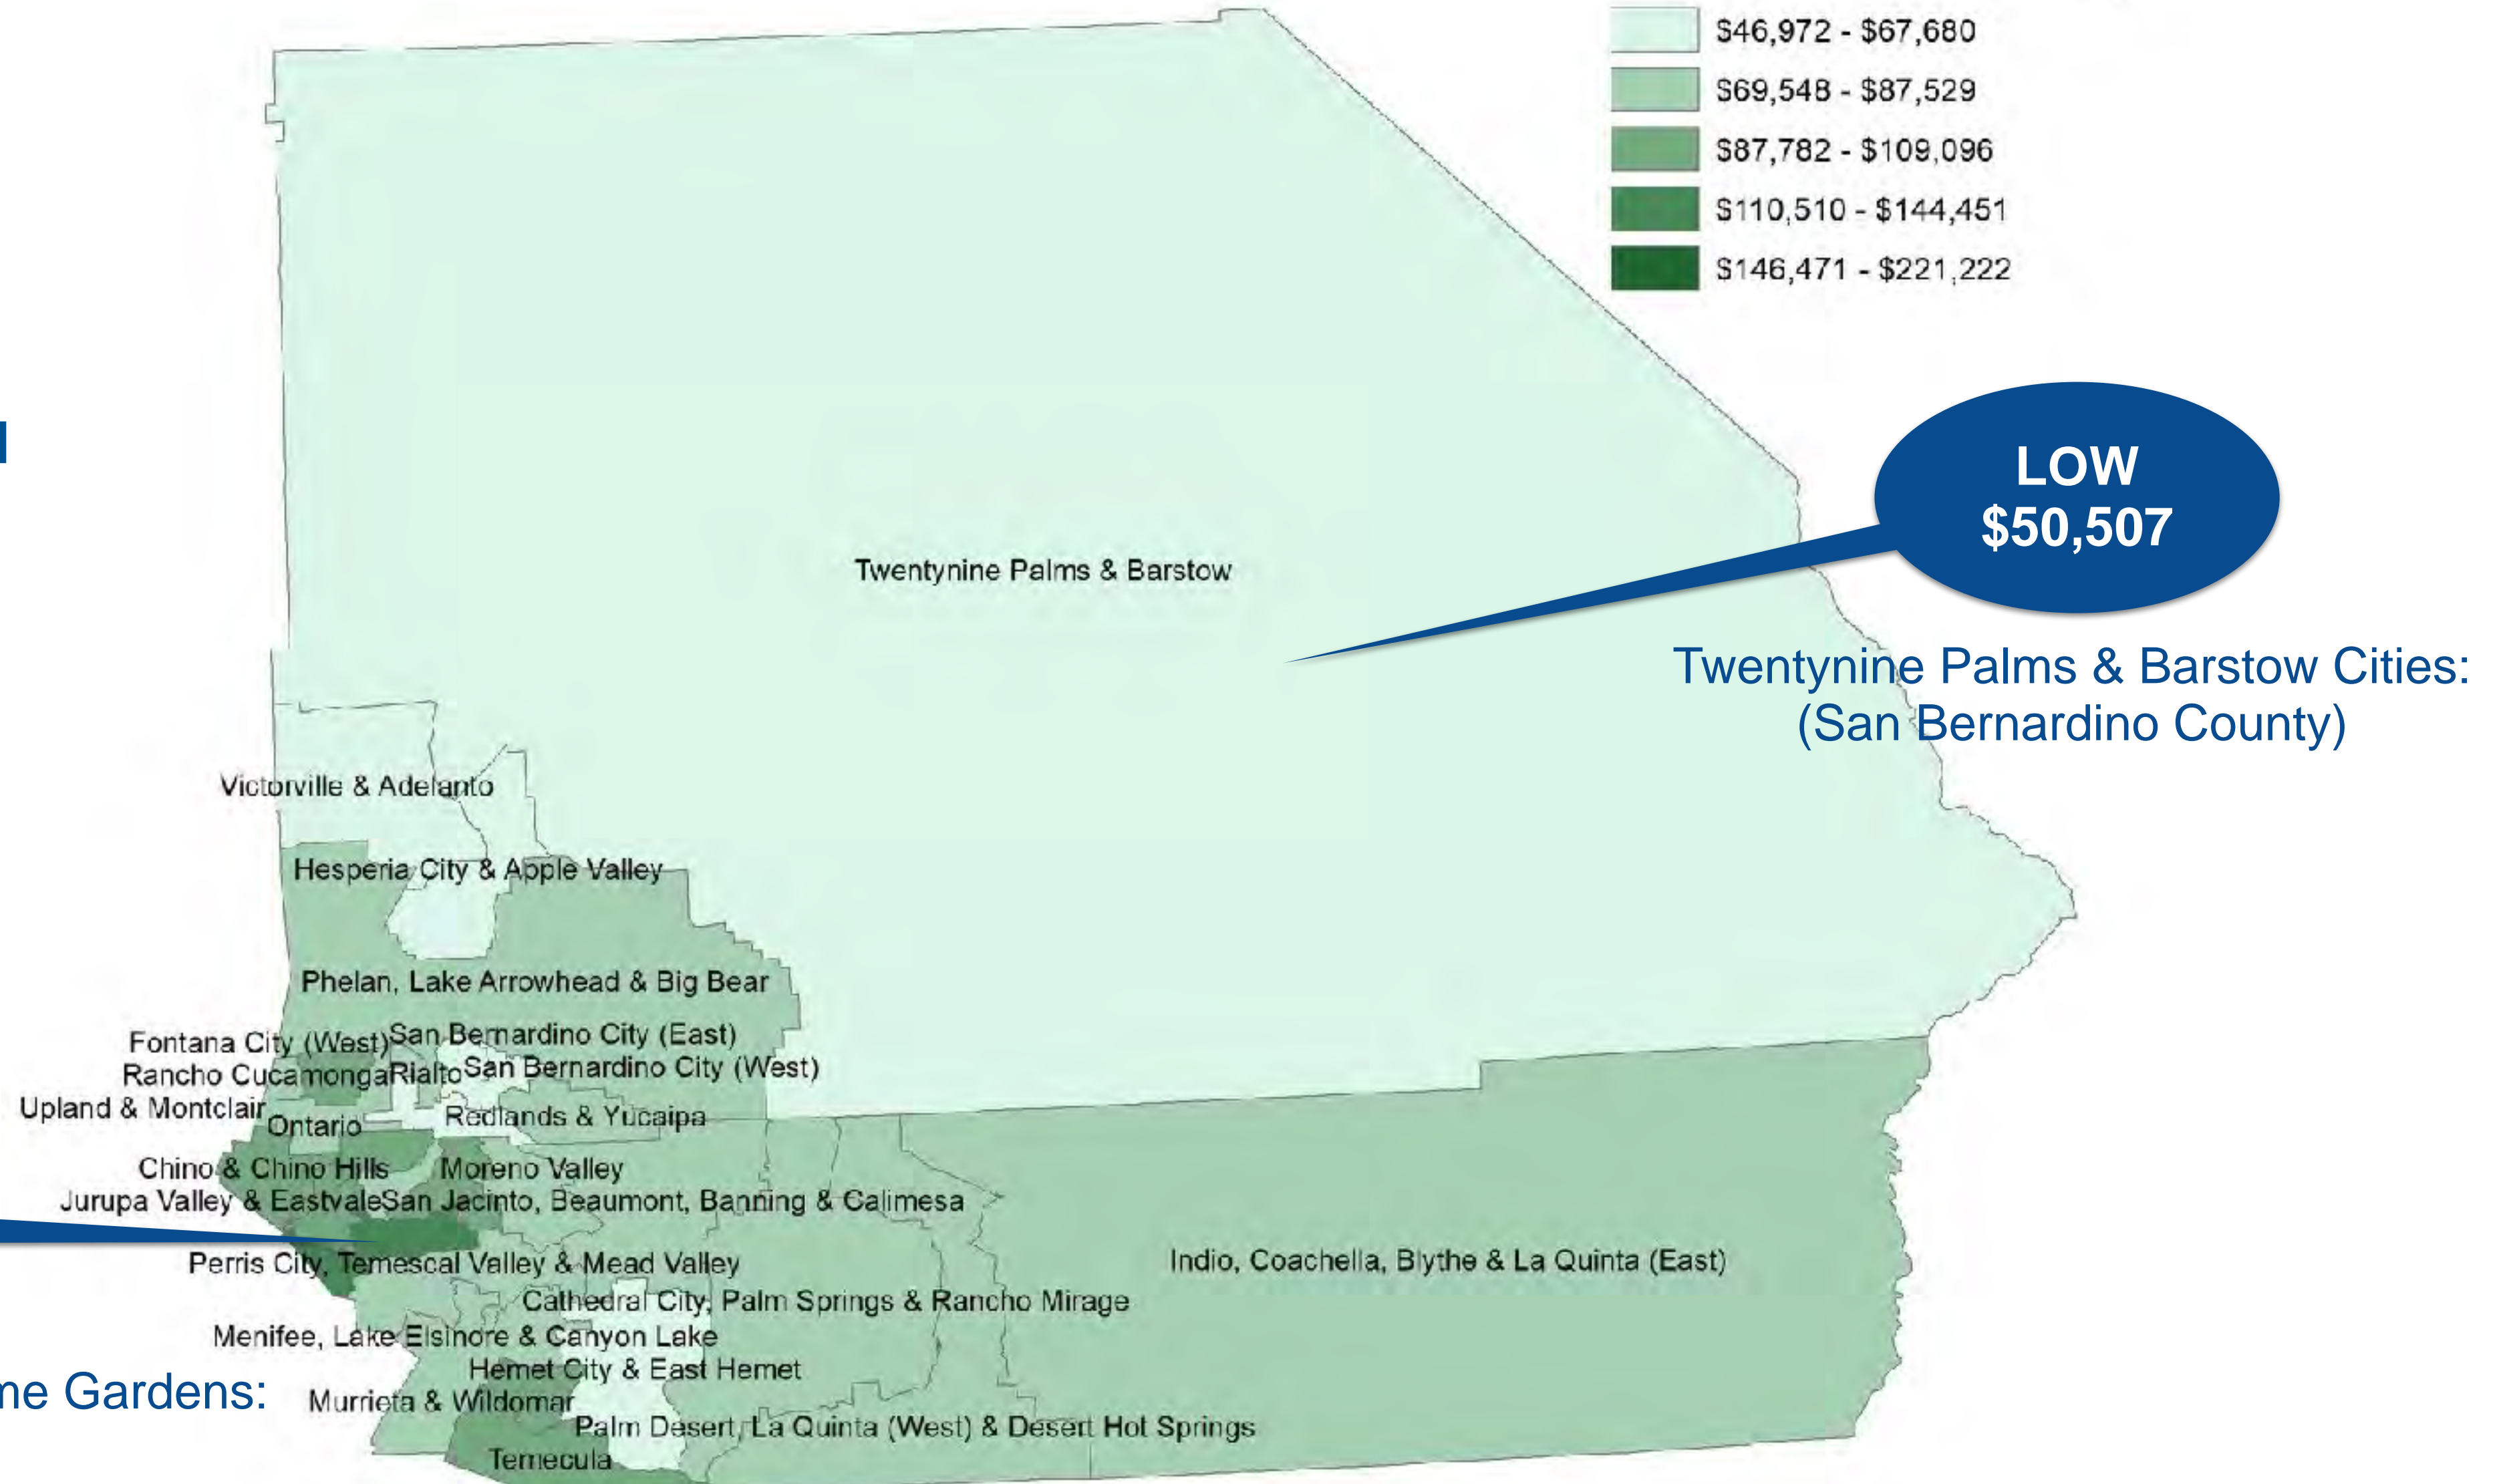 $46,972 - $67,680
$69,548 - $87,529
$87,782 - $109,096
$110,510 - $144,451
$146,471 - $221,222
LOW
$50,507
Twentynine Palms & Barstow
Twentynine Palms & Barstow Cities:
(San Bernardino County)
Victorville & Adelanto
Hesperia City & Apple Valley
Phelan, Lake Arrowhead & Big Bear
Fontana City (West)
San Bernardino City (East)
Rancho Cucamonga
Rialto
San Bernardino City (West)
Upland & Montclair
Ontario
Redlands & Yucaipa
Chino & Chino Hills
Moreno Valley
Jurupa Valley & Eastvale
San Jacinto, Beaumont, Banning & Calimesa
Perris City, Temescal Valley & Mead Valley
Indio, Coachella, Blythe & La Quinta (East)
Cathedral City, Palm Springs & Rancho Mirage
Menifee, Lake Elsinore & Canyon Lake
Hemet City & East Hemet
Gardens:
Murrieta & Wildomar
Palm Desert, La Quinta (West) & Desert Hot Springs
Temecula